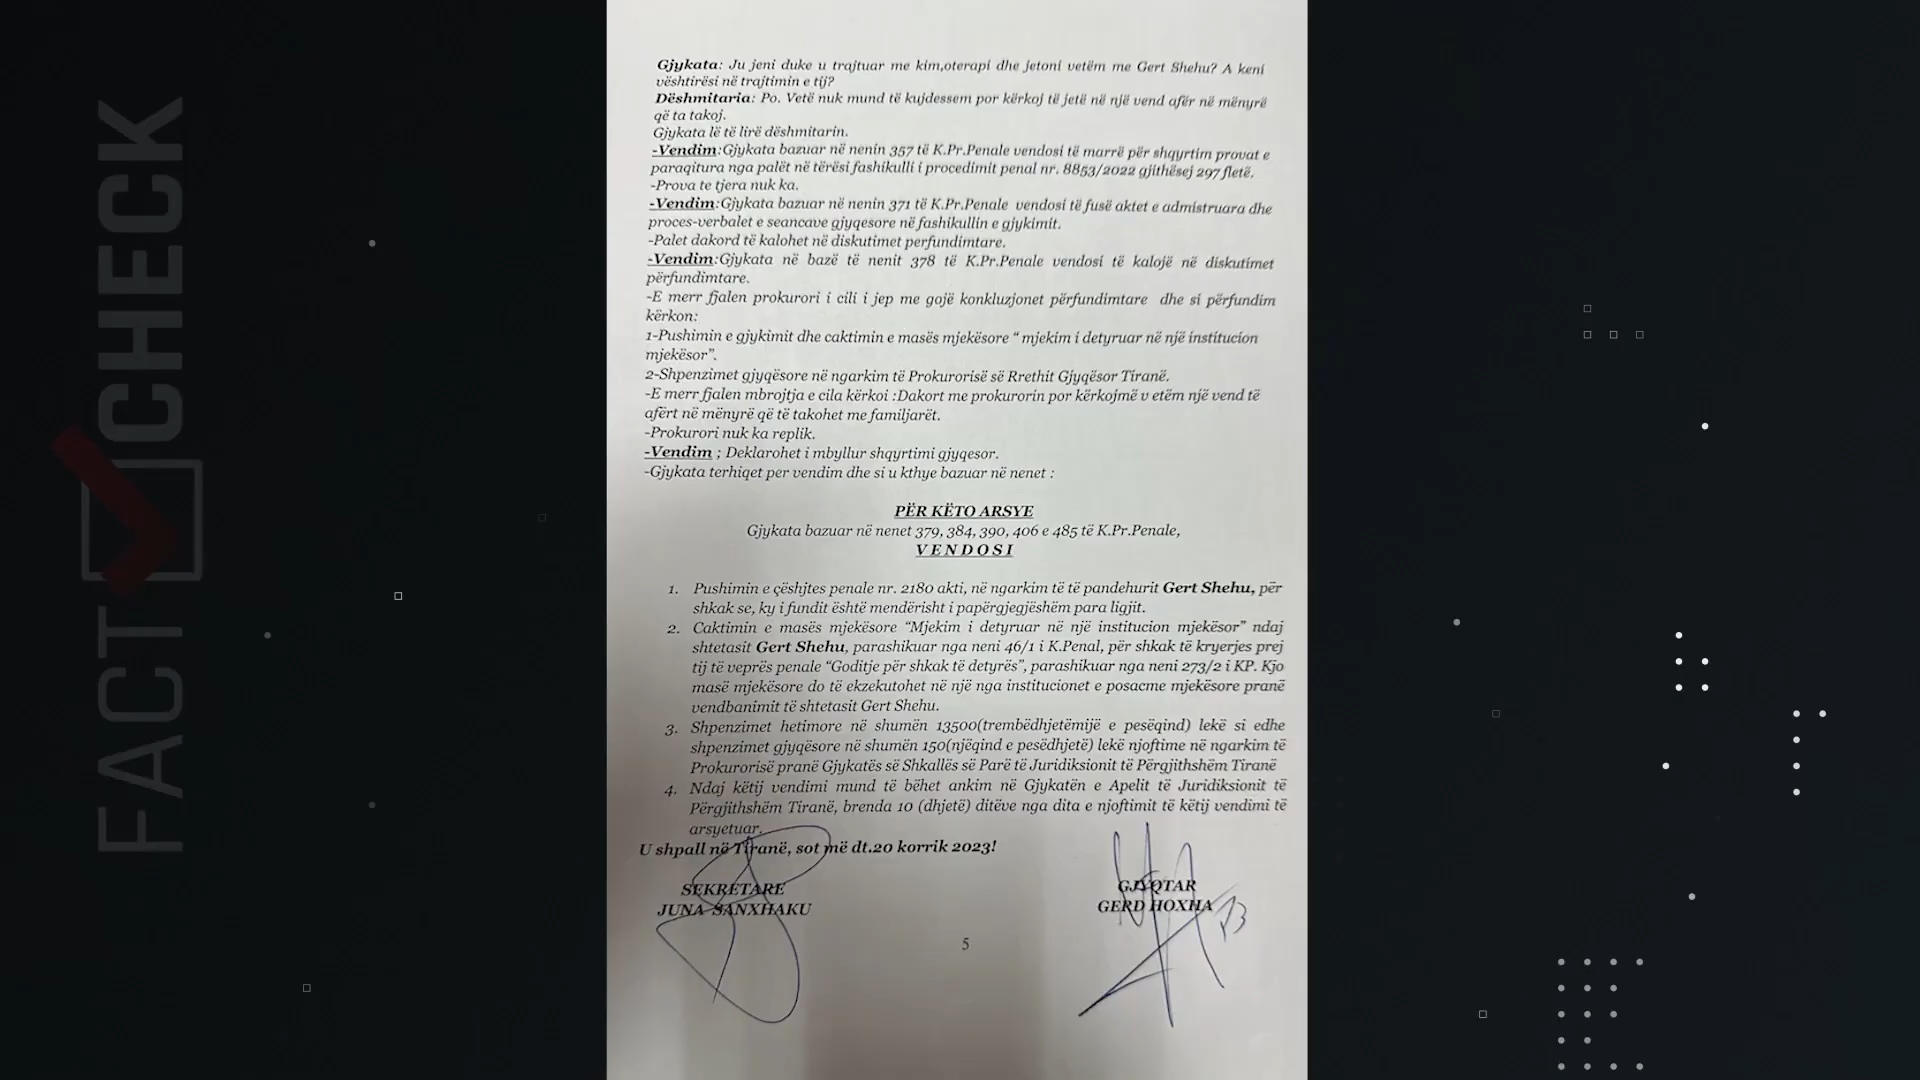 FACT CHECK
Gjykata: Ju jeni duke u trajtuar me kim,oterapi dhe jetoni vetëm me Gert Shehu? A keni
vështirësi në trajtimin e tij?
Dëshmitaria: Po. Vetë nuk mund të kujdessem por kërkoj të jetë në një vend afër në mënyrë
që ta takoj.
Gjykata lë të lirë dëshmitarin.
-Vendim:Gjykata bazuar në nenin 357 të K.Pr.Penale vendosi të marrë për shqyrtim provat e
paraqitura nga palët në tërësi fashikulli i procedimit penal nr. 8853/2022 gjithësej 297 fletë.
-Prova te tjera nuk ka.
-Vendim:Gjykata bazuar në nenin 371 të K.Pr.Penale vendosi të fusë aktet e admistruara dhe
proces-verbalet e seancave gjyqesore në fashikullin e gjykimit.
-Palet dakord të kalohet në diskutimet perfundimtare.
-Vendim:Gjykata në bazë të nenit 378 të K.Pr.Penale vendosi të kalojë në diskutimet
përfundimtare.
-E merr fjalen prokurori i cili i jep me gojë konkluzjonet përfundimtare dhe si përfundim
kërkon:
1-Pushimin e gjykimit dhe caktimin e masës mjekësore “ mjekim i detyruar në një institucion
mjekësor”.
2-Shpenzimet gjyqësore në ngarkim të Prokurorisë së Rrethit Gjyqësor Tiranë.
-E merr fjalen mbrojtja e cila kërkoi :Dakort me prokurorin por kërkojmë v etëm një vend të
afërt në mënyrë që të takohet me familjarët.
-Prokurori nuk ka replik.
-Vendim ; Deklarohet i mbyllur shqyrtimi gjyqesor.
-Gjykata terhiqet per vendim dhe si u kthye bazuar në nenet :
PËR KËTO ARSYE
Gjykata bazuar në nenet 379, 384, 390, 406 e 485 të K.Pr.Penale,
V E N D O S I
1. Pushimin e çështjes penale nr. 2180 akti, në ngarkim të të pandehurit Gert Shehu, për
shkak se, ky i fundit është mendërisht i papërgjegjëshëm para ligjit.
2. Caktimin e masës mjekësore “Mjekim i detyruar në një institucion mjekësor” ndaj
shtetasit Gert Shehu, parashikuar nga neni 46/1 i K.Penal, për shkak të kryerjes prej
tij të veprës penale “Goditje për shkak të detyrës”, parashikuar nga neni 273/2 i KP. Kjo
masë mjekësore do të ekzekutohet në një nga institucionet e posacme mjekësore pranë
vendbanimit të shtetasit Gert Shehu.
3. Shpenzimet hetimore në shumën 13500(trembëdhjetëmijë e pesëqind) lekë si edhe
shpenzimet gjyqësore në shumën 150(njëqind e pesëdhjetë) lekë njoftime në ngarkim të
Prokurorisë pranë Gjykatës së Shkallës së Parë të Juridiksionit të Përgjithshëm Tiranë
4. Ndaj këtij vendimi mund të bëhet ankim në Gjykatën e Apelit të Juridiksionit të
Përgjithshëm Tiranë, brenda 10 (dhjetë) ditëve nga dita e njoftimit të këtij vendimi të
arsyetuar.
U shpall në Tiranë, sot më dt.20 korrik 2023!
SEKRETARE
JUNA SANXHAKU
GJYQTAR
GERD HOXHA
5